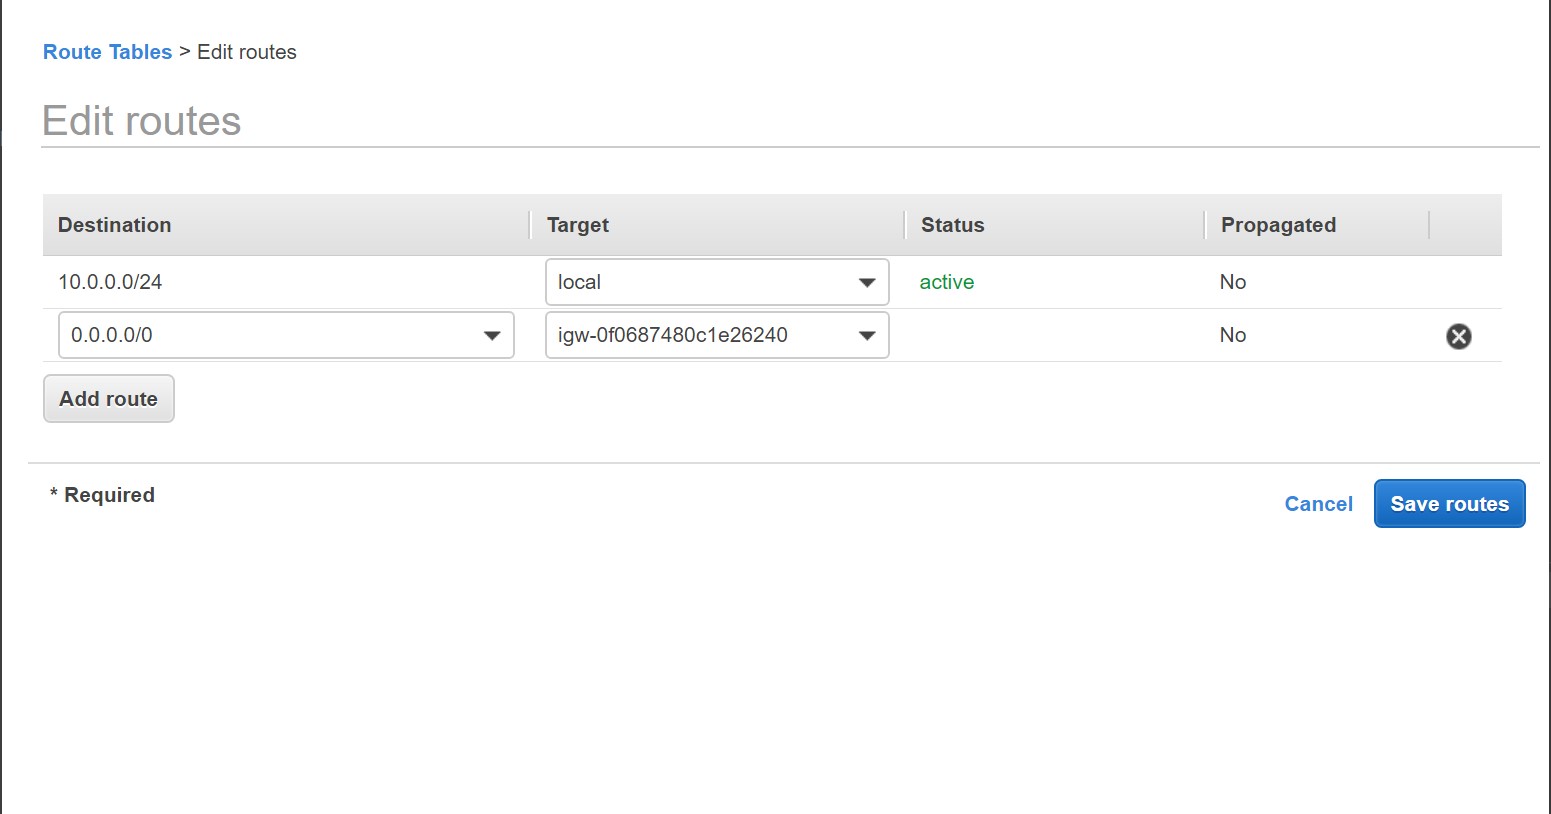 Route Tables > Edit routes
Edit routes
Destination Target Status Propagated
10.0.0.0/24 local active No
0.0.0.0/0 igw-0f0687480c1e26240 No
Add route
* Required
Cancel Save routes